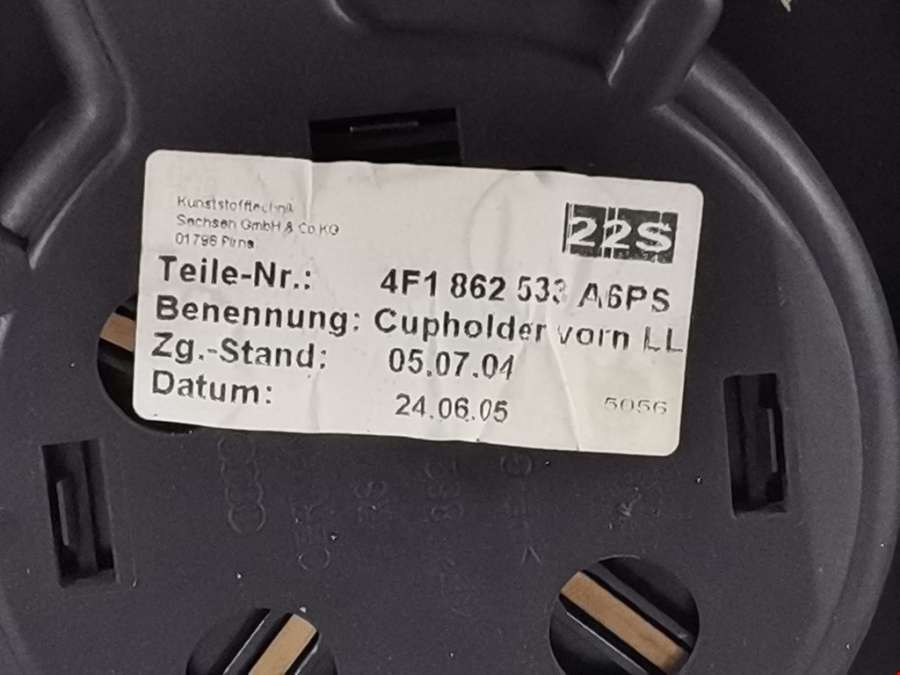 Kunststofftechnik
Sachsen GmbH & Co.KG
01796 Pirna
22S
Teile-Nr.: 4F1 862 533 A6PS
Benennung: Cupholder vorn LL
Zg.-Stand: 05.07.04
Datum: 24.06.05 5056